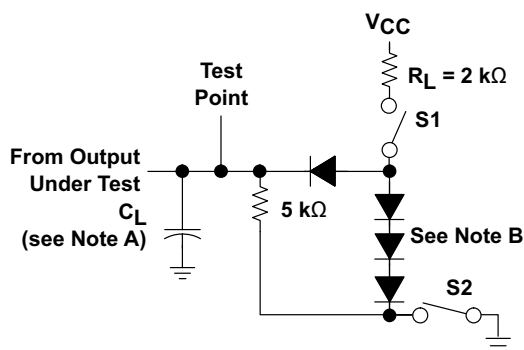 VCC
RL = 2 kΩ
Test
Point
S1
From Output
Under Test
CL
(see Note A)
5 kΩ
See Note B
S2